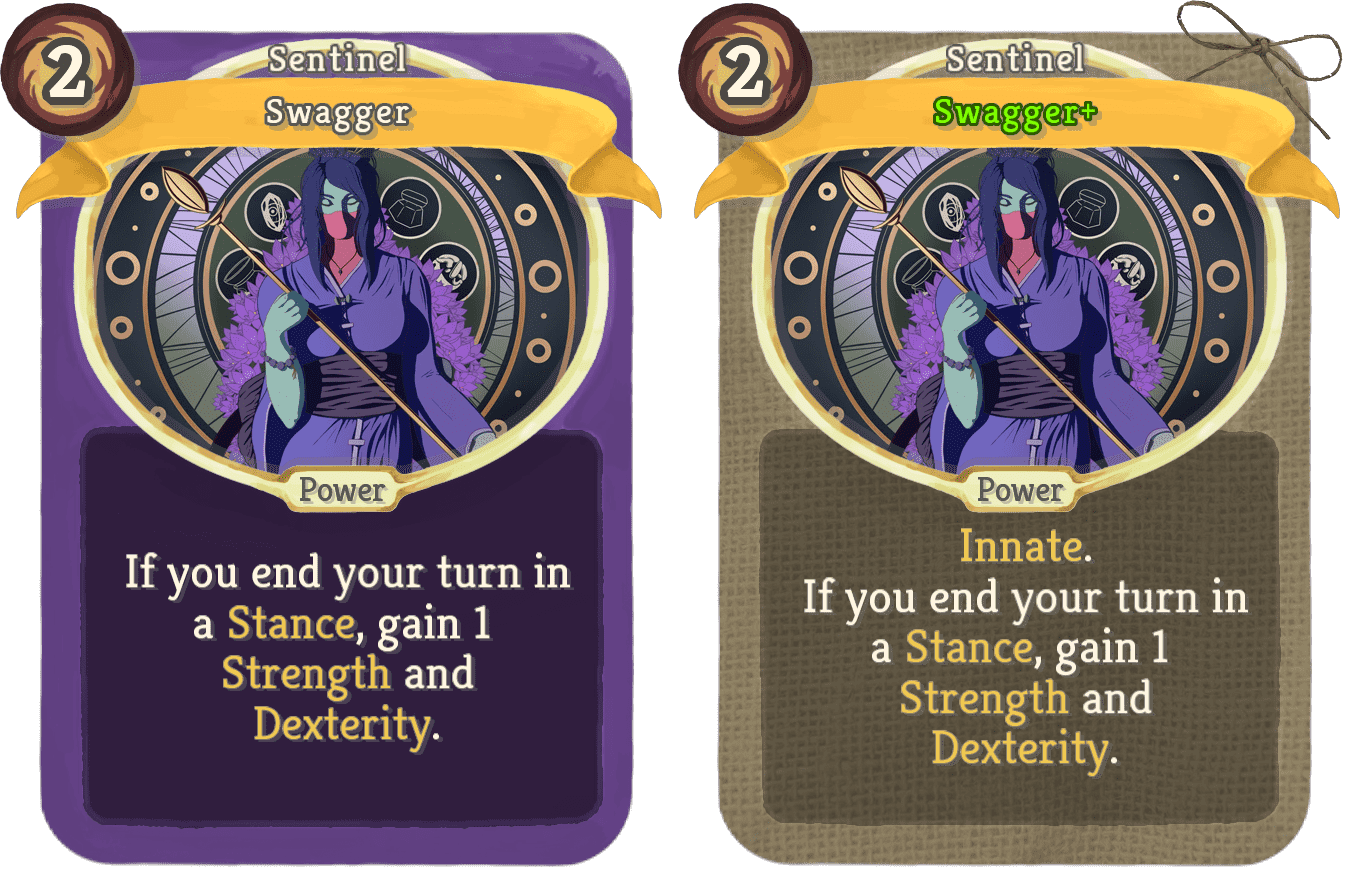 2
Sentinel
Swagger
Power
If you end your turn in
a Stance, gain 1
Strength and
Dexterity.
2
Sentinel
Swagger+
Power
Innate.
If you end your turn in
a Stance, gain 1
Strength and
Dexterity.